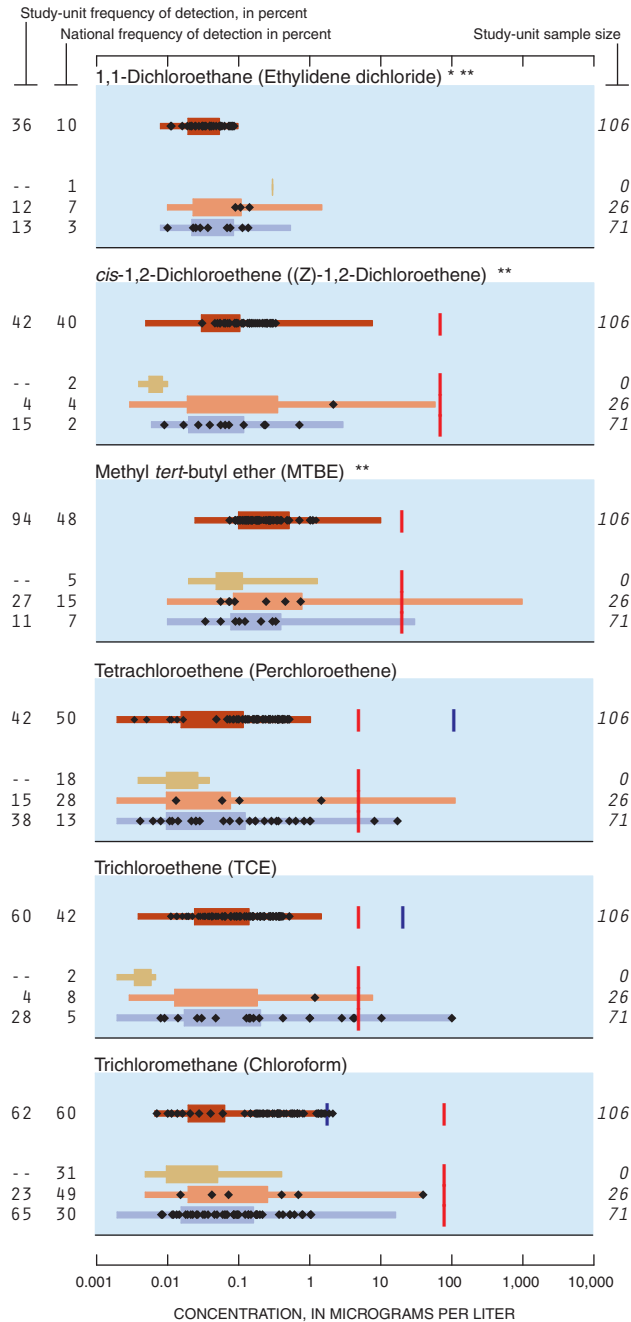 Study-unit frequency of detection, in percent
National frequency of detection in percent
Study-unit sample size
1,1-Dichloroethane (Ethylidene dichloride) * **
36 10 106
-- 1 0
12 7 26
13 3 71
cis-1,2-Dichloroethene ((Z)-1,2-Dichloroethene) **
42 40 106
-- 2 0
4 4 26
15 2 71
Methyl tert-butyl ether (MTBE) **
94 48 106
-- 5 0
27 15 26
11 7 71
Tetrachloroethene (Perchloroethene)
42 50 106
-- 18 0
15 28 26
38 13 71
Trichloroethene (TCE)
60 42 106
-- 2 0
4 8 26
28 5 71
Trichloromethane (Chloroform)
62 60 106
-- 31 0
23 49 26
65 30 71
0.001 0.01 0.1 1 10 100 1,000 10,000
CONCENTRATION, IN MICROGRAMS PER LITER